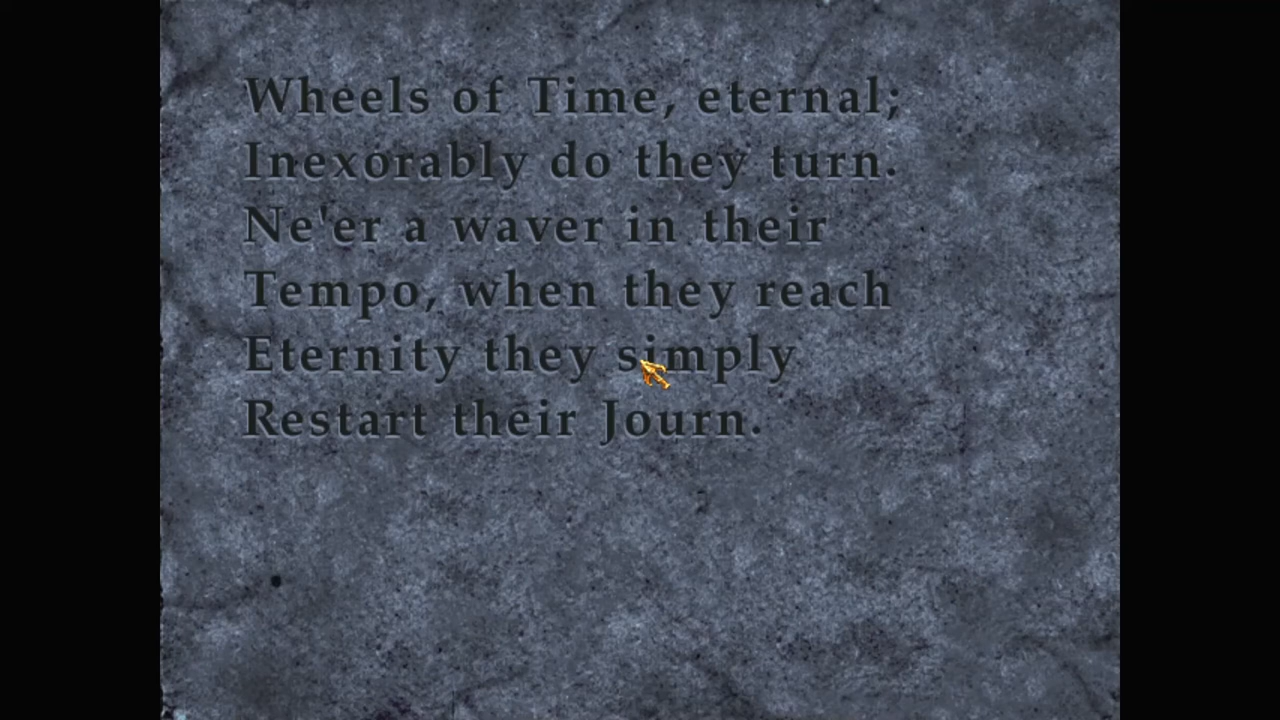 Wheels of Time, eternal;
Inexorably do they turn.
Ne'er a waver in their
Tempo, when they reach
Eternity they simply
Restart their Journ.